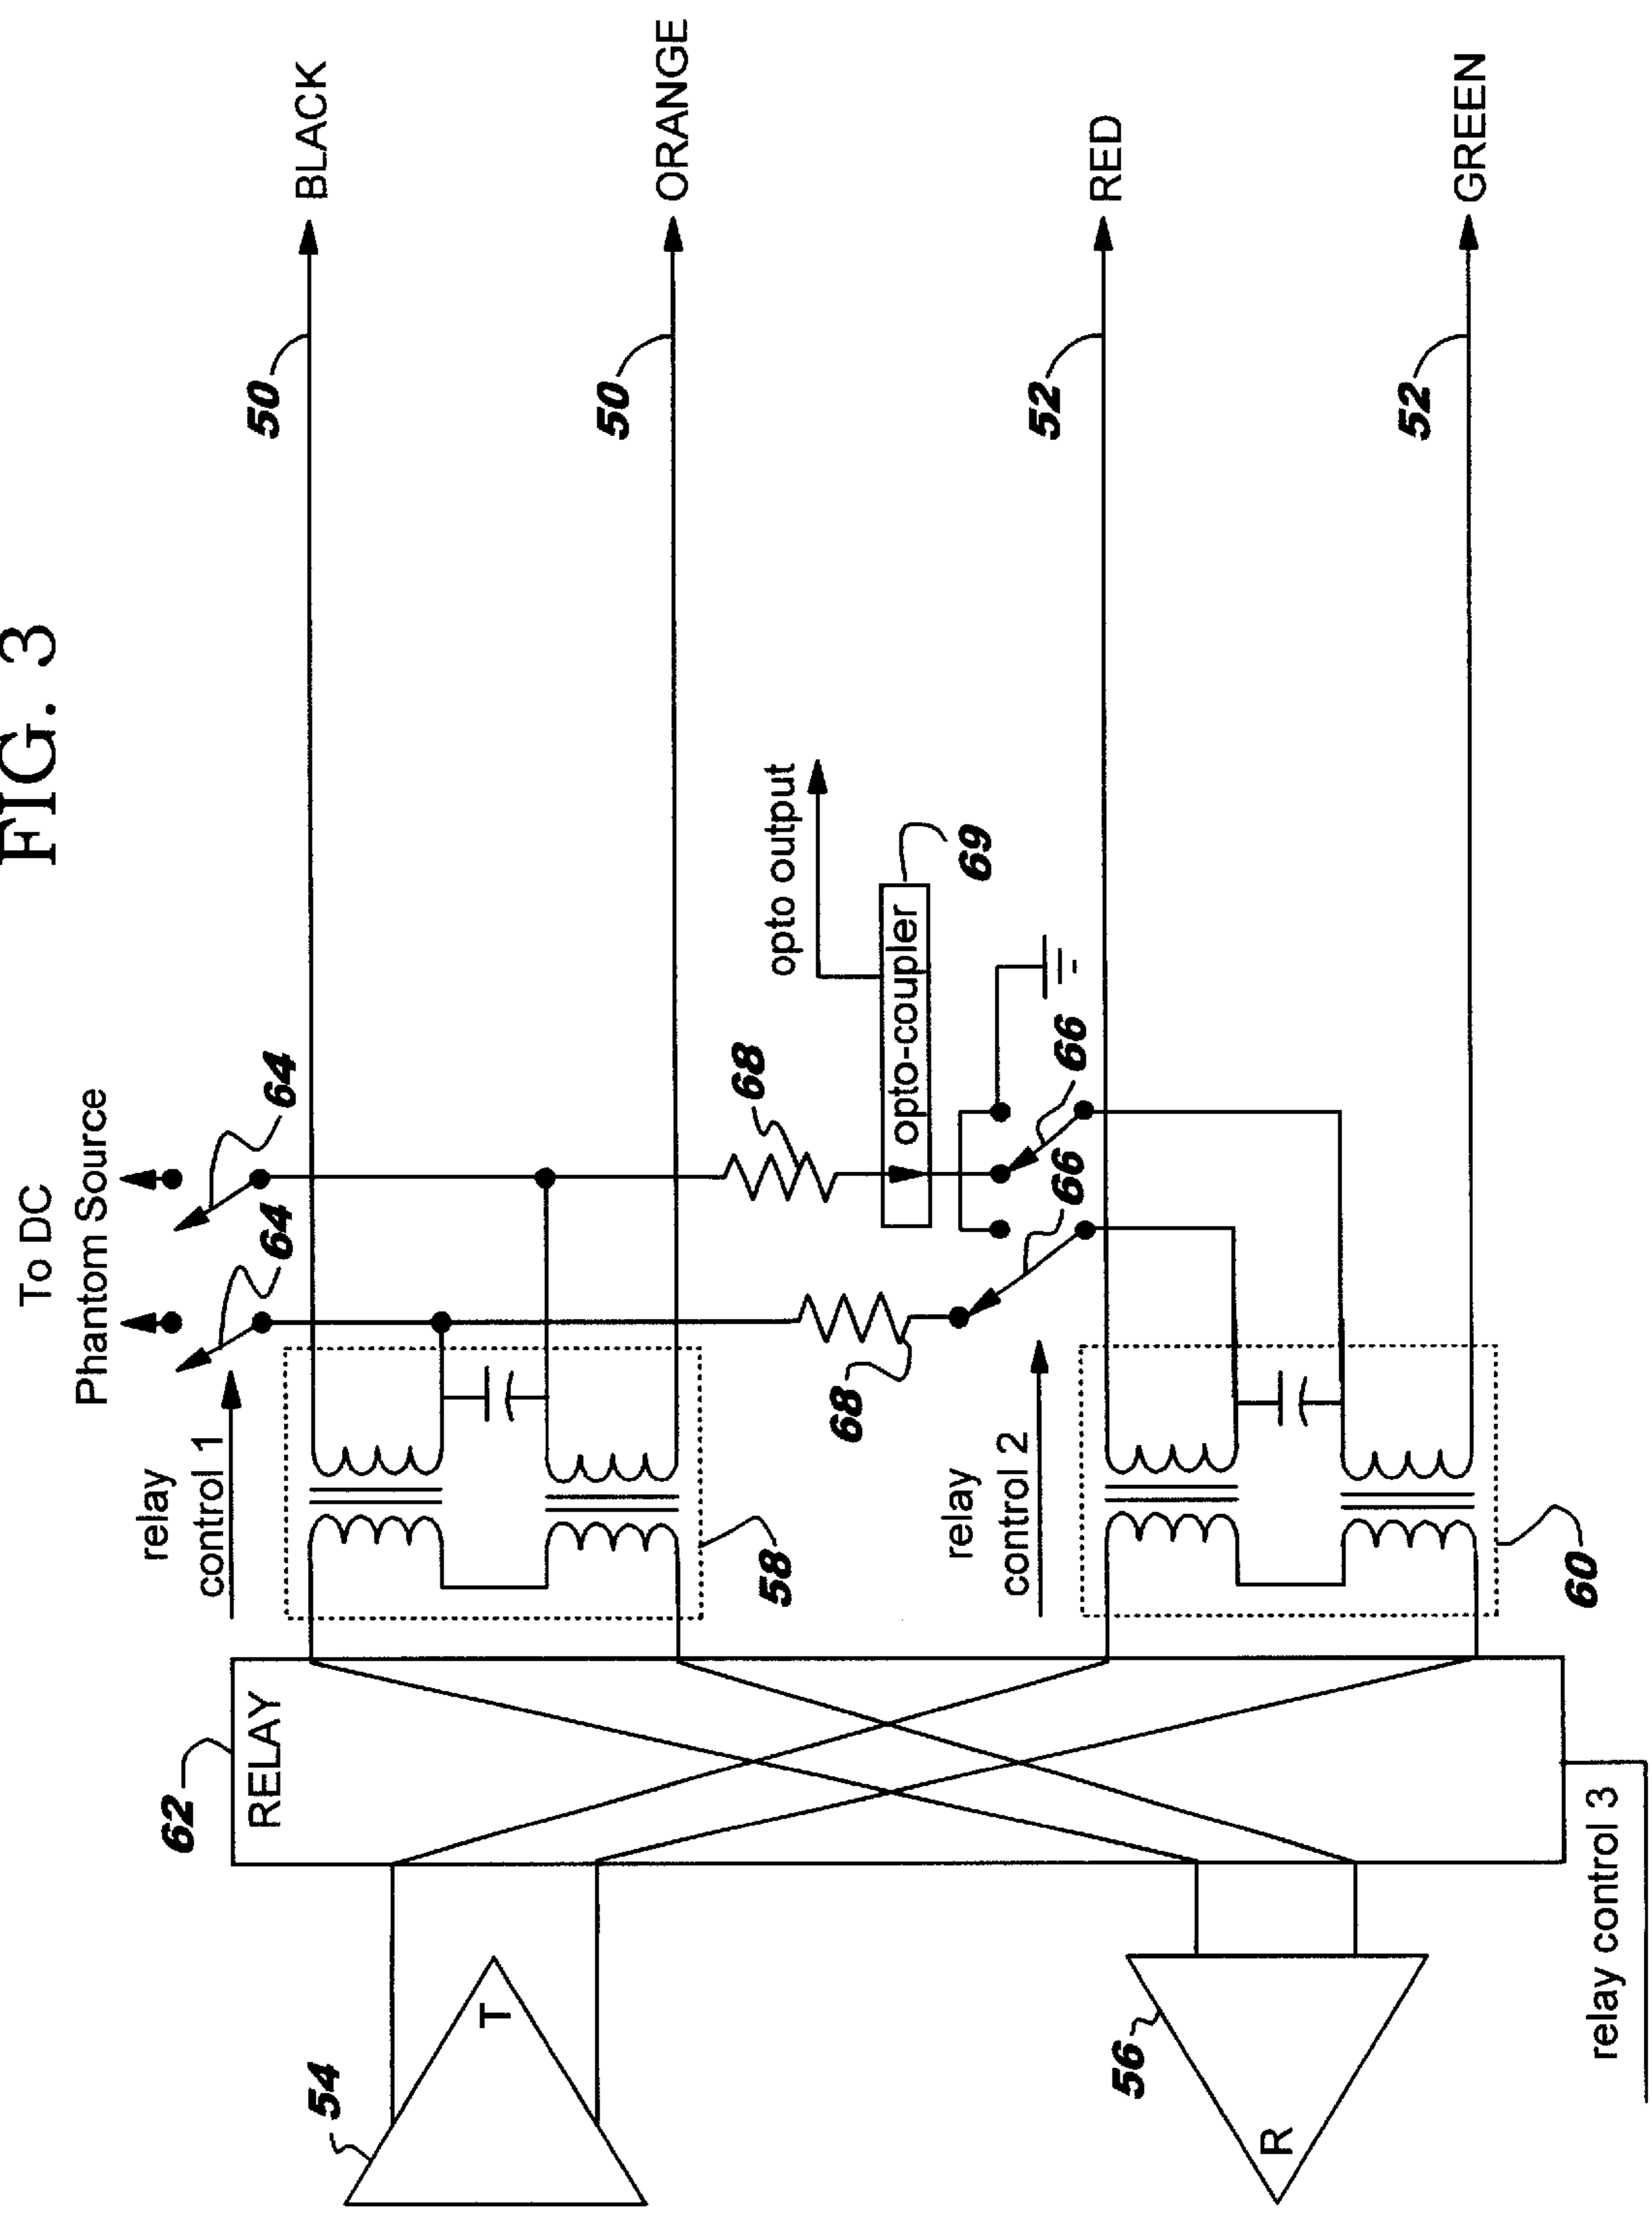 FIG. 3
To DC
Phantom Source
64
64
relay
control 1
BLACK
50
ORANGE
50
68
68
58
opto output
opto-coupler
69
66
66
relay
control 2
RED
52
GREEN
52
60
62
RELAY
54
T
56
R
relay control 3